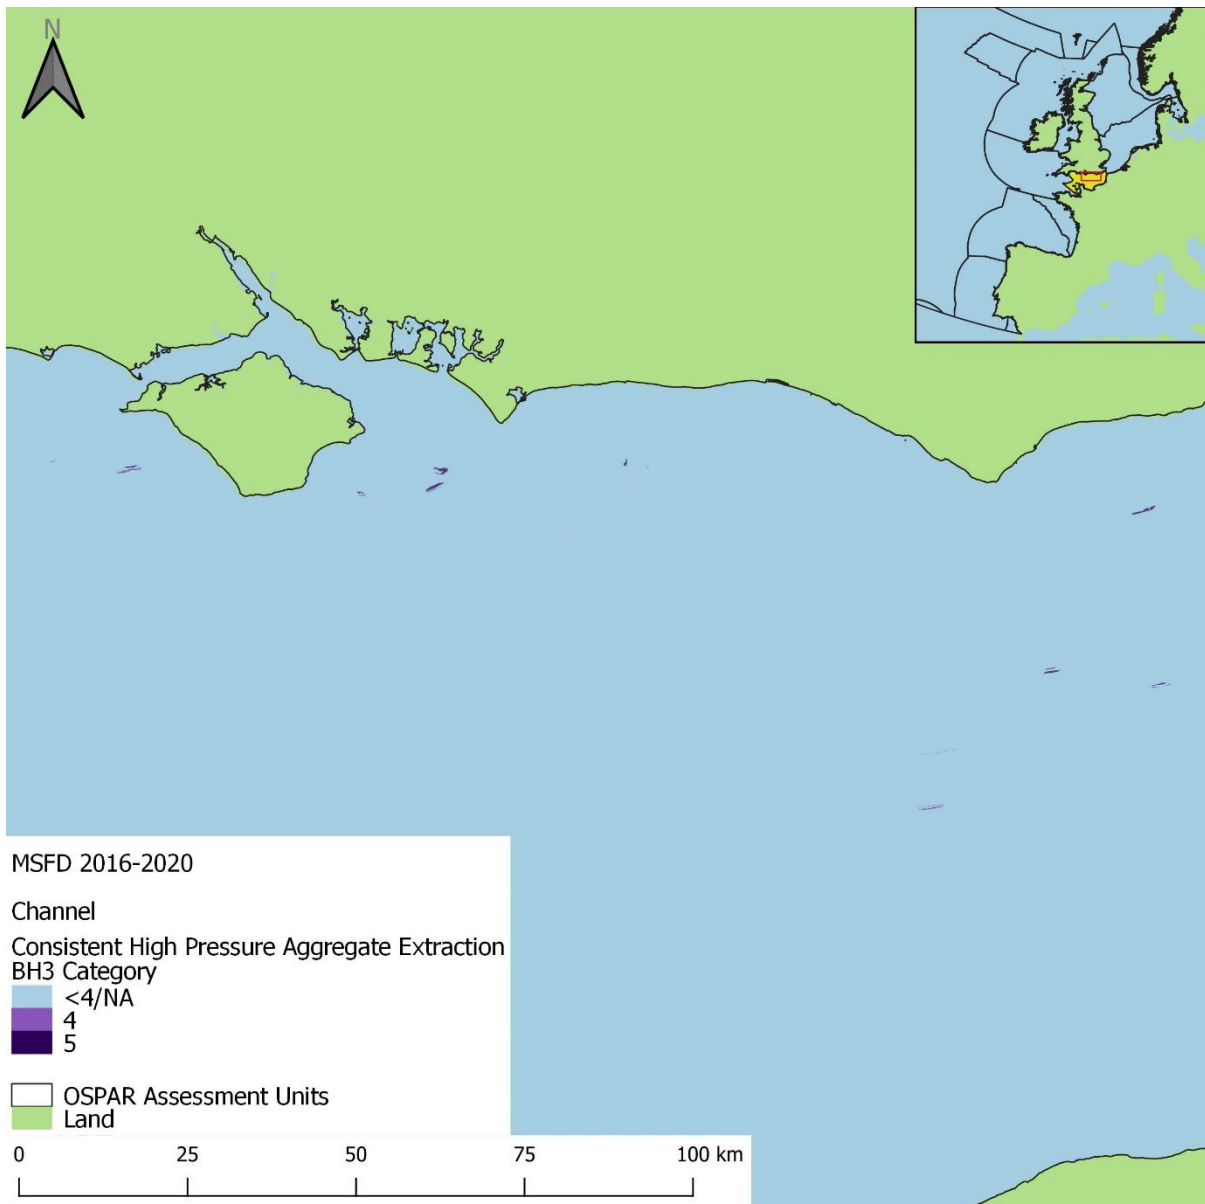 N
MSFD 2016-2020
Channel
Consistent High Pressure Aggregate Extraction
BH3 Category
<4/NA
4
5
OSPAR Assessment Units
Land
0 25 50 75 100 km